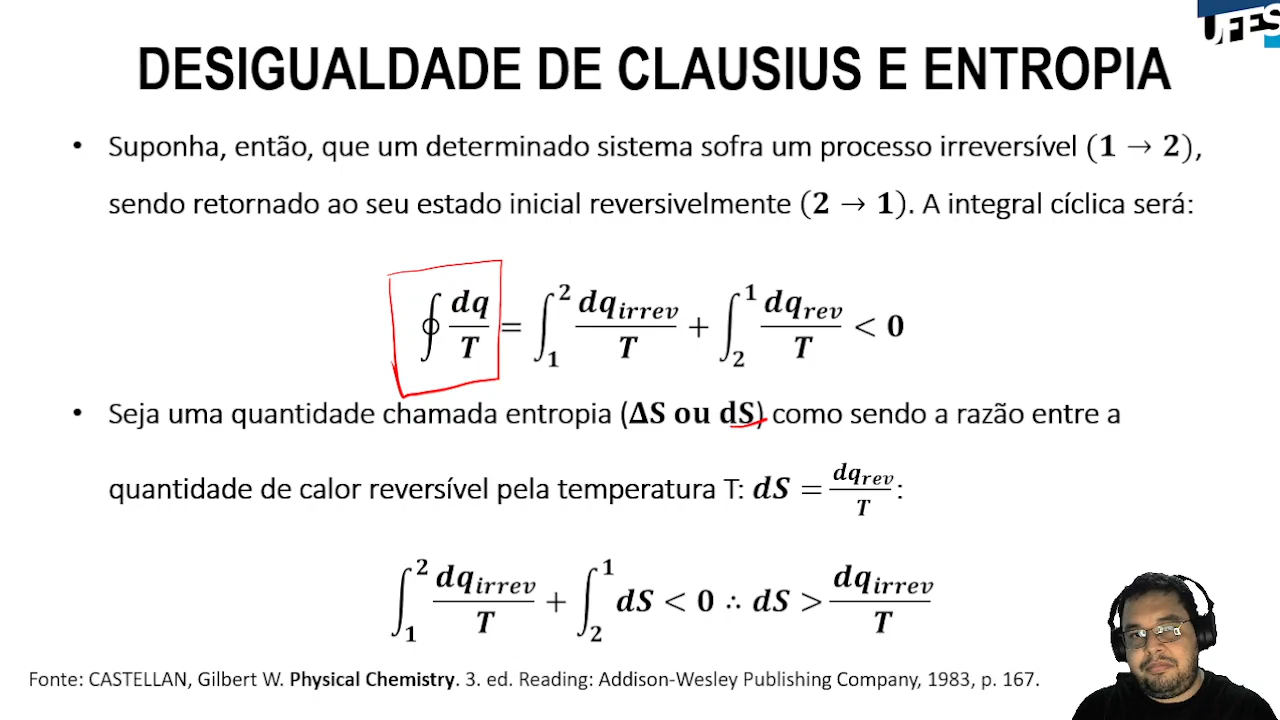 UFES
DESIGUALDADE DE CLAUSIUS E ENTROPIA
• Suponha, então, que um determinado sistema sofra um processo irreversível (1 → 2),
sendo retornado ao seu estado inicial reversivelmente (2 → 1). A integral cíclica será:
∮ dq/T = ∫₁² dq_irrev/T + ∫₂¹ dq_rev/T < 0
• Seja uma quantidade chamada entropia (ΔS ou dS) como sendo a razão entre a
quantidade de calor reversível pela temperatura T: dS = dq_rev/T:
∫₁² dq_irrev/T + ∫₂¹ dS < 0 ∴ dS > dq_irrev/T
Fonte: CASTELLAN, Gilbert W. Physical Chemistry. 3. ed. Reading: Addison-Wesley Publishing Company, 1983, p. 167.